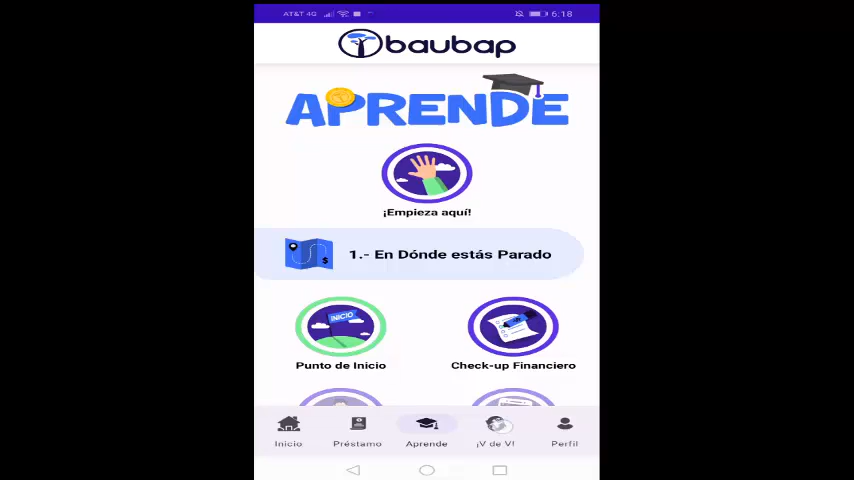 AT&T 4G
6:18
baubap
APRENDE
¡Empieza aquí!
1.- En Dónde estás Parado
INICIO
$
Punto de Inicio
Check-up Financiero
Inicio
Préstamo
Aprende
¡V de V!
Perfil